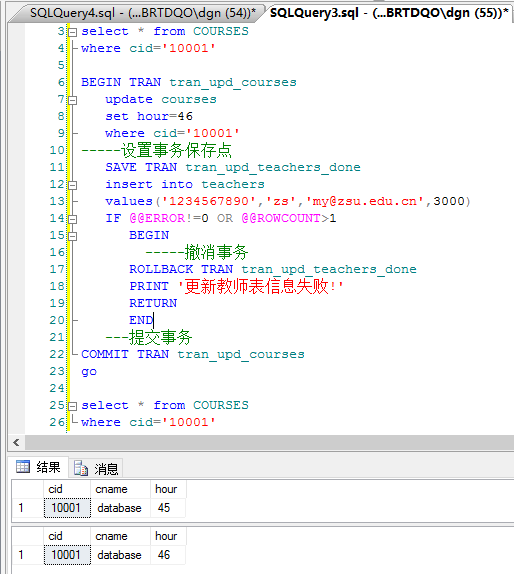 SQLQuery4.sql - (...BRTDQO\dgn (54))* SQLQuery3.sql - (...BRTDQO\dgn (55))*
3 select * from COURSES
4 where cid='10001'
5
6 BEGIN TRAN tran_upd_courses
7 update courses
8 set hour=46
9 where cid='10001'
10 -----设置事务保存点
11 SAVE TRAN tran_upd_teachers_done
12 insert into teachers
13 values('1234567890','zs','my@zsu.edu.cn',3000)
14 IF @@ERROR!=0 OR @@ROWCOUNT>1
15 BEGIN
16 -----撤消事务
17 ROLLBACK TRAN tran_upd_teachers_done
18 PRINT '更新教师表信息失败!'
19 RETURN
20 END
21 ---提交事务
22 COMMIT TRAN tran_upd_courses
23 go
24
25 select * from COURSES
26 where cid='10001'
结果 消息
cid cname hour
1 10001 database 45
cid cname hour
1 10001 database 46